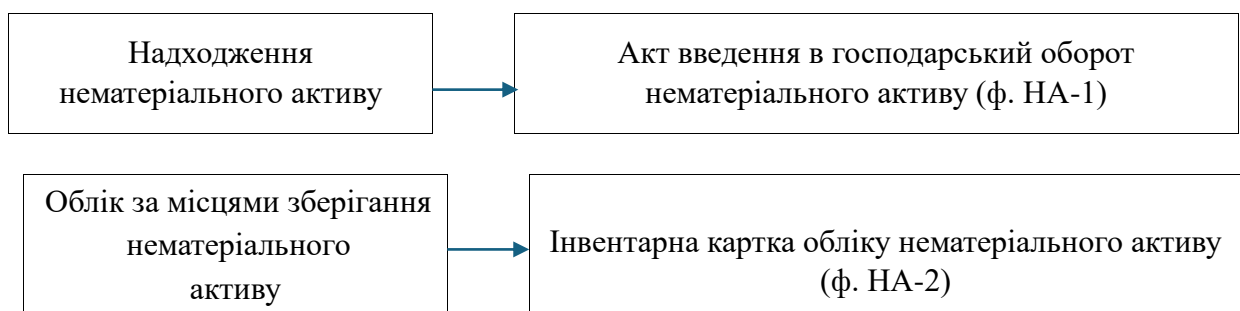 Надходження
нематеріального активу
Акт введення в господарський оборот
нематеріального активу (ф. НА-1)
Облік за місцями зберігання
нематеріального
активу
Інвентарна картка обліку нематеріального активу
(ф. НА-2)